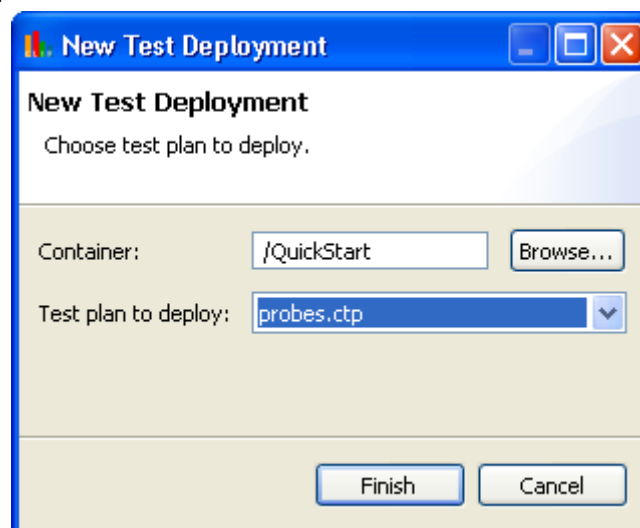 New Test Deployment
New Test Deployment
Choose test plan to deploy.
Container: /QuickStart Browse...
Test plan to deploy: probes.ctp
Finish Cancel